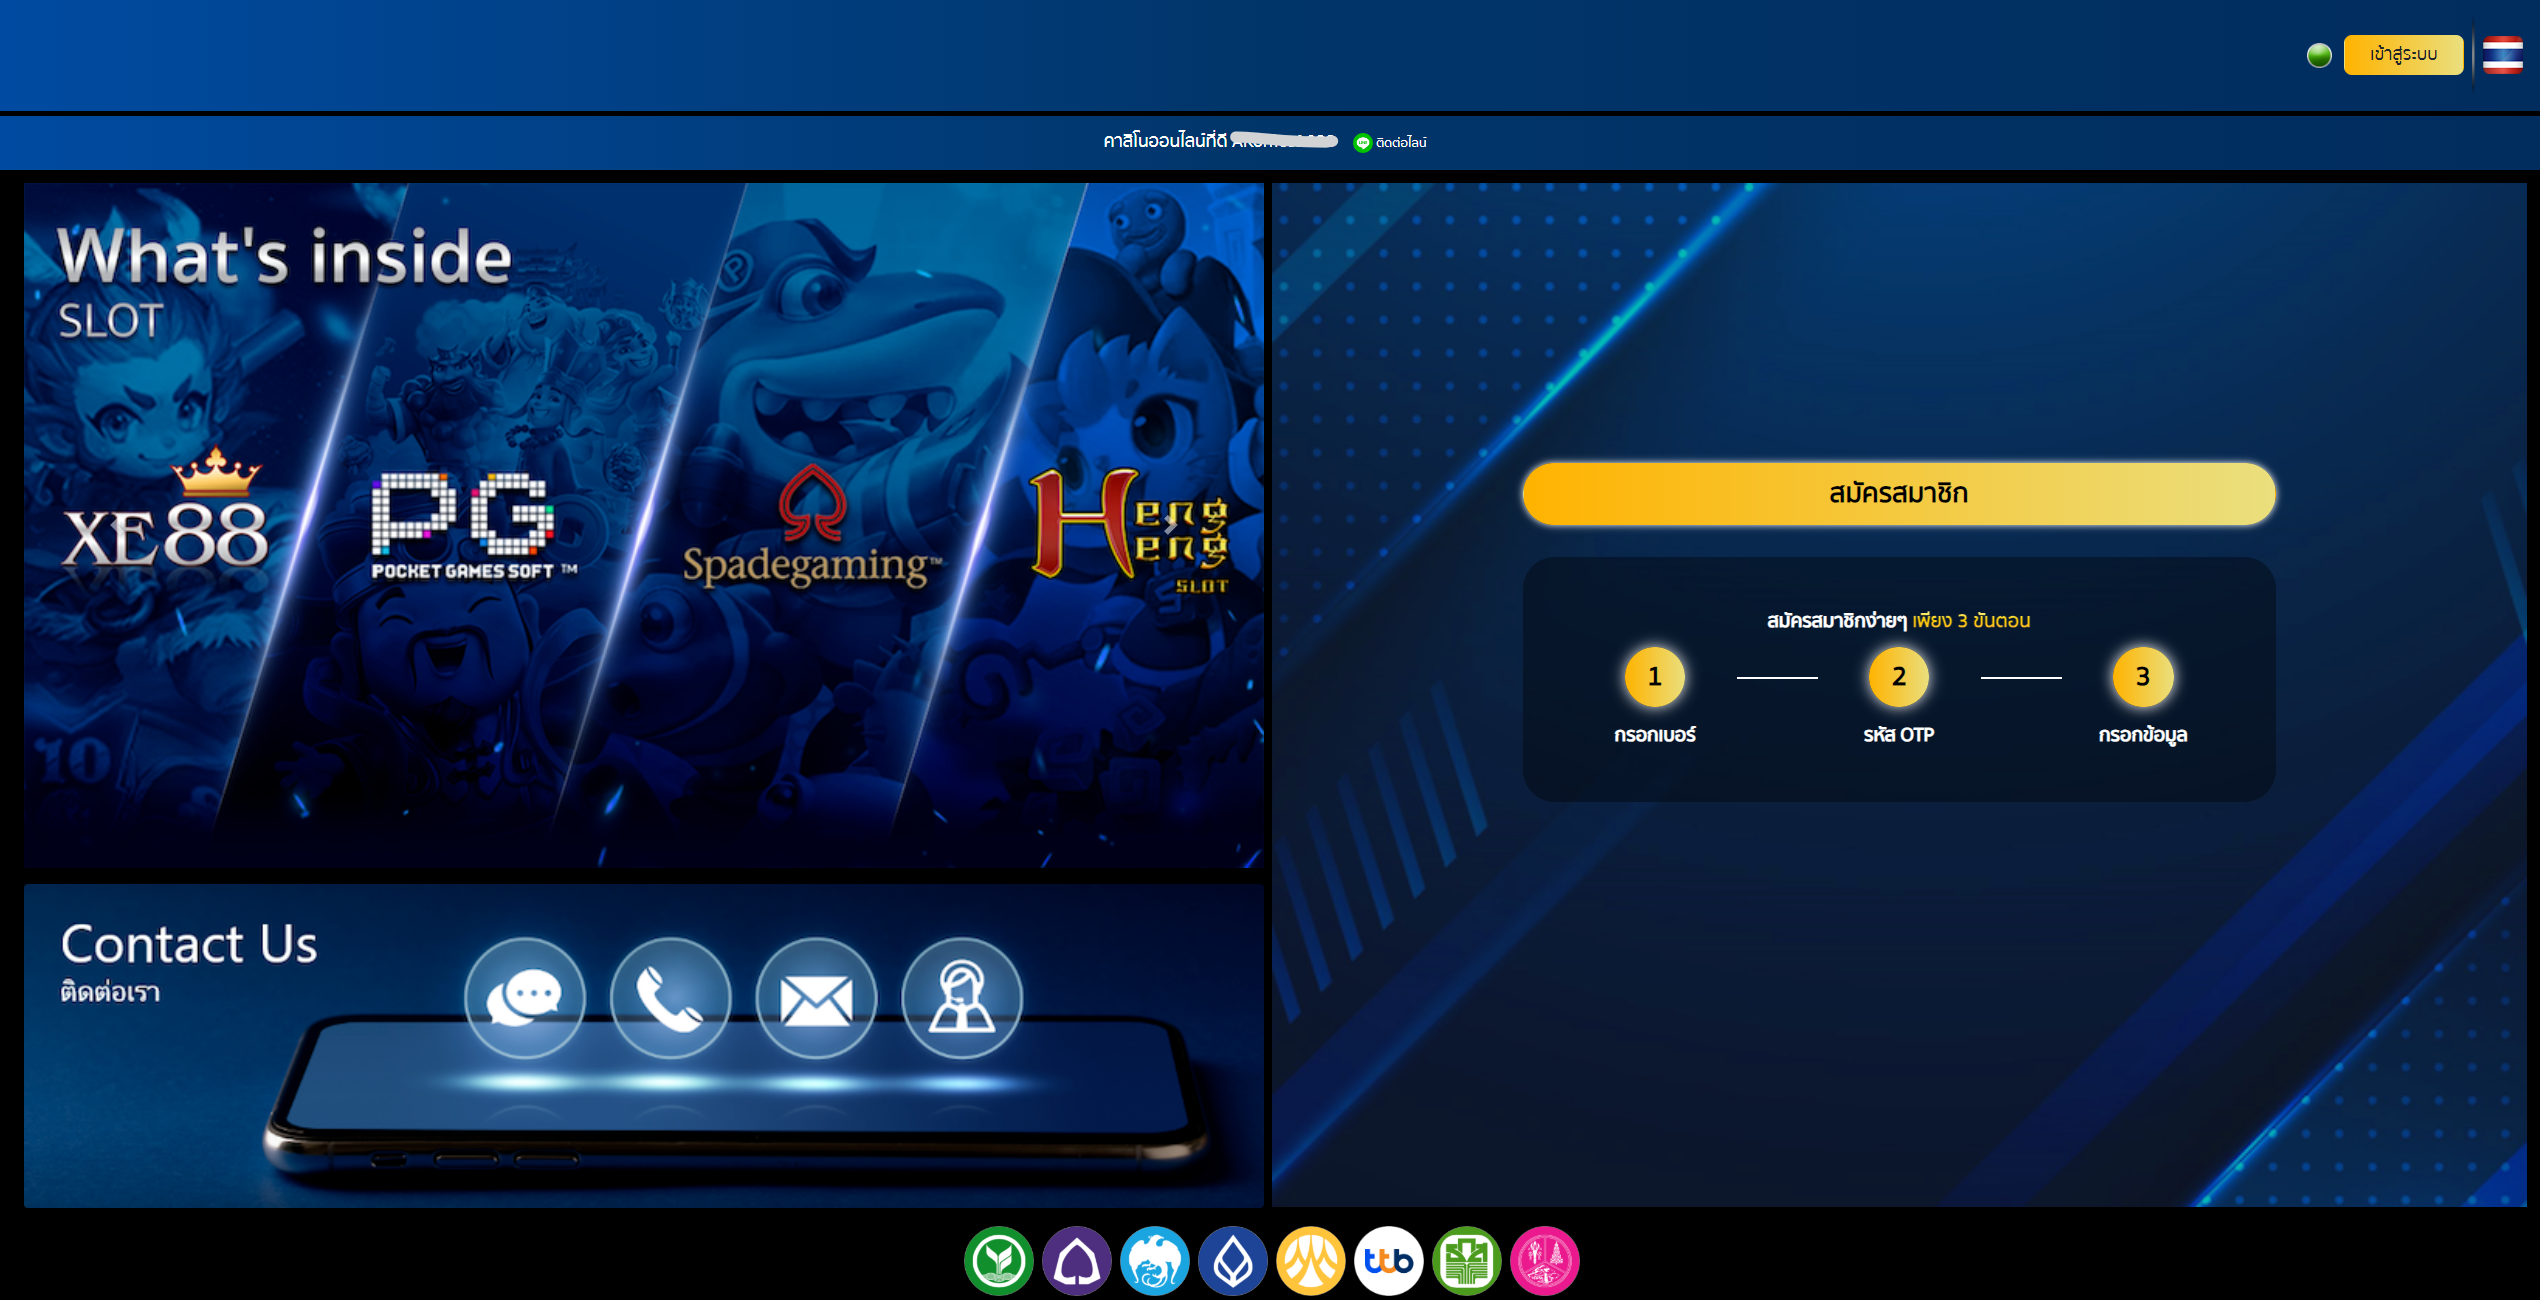 เข้าสู่ระบบ
คาสิโนออนไลน์ที่ดี
ติดต่อไลน์
What's inside
SLOT
XE88
PG
POCKET GAMES SOFT ™
Spadegaming™
Heng Heng
SLOT
10
สมัครสมาชิก
สมัครสมาชิกง่ายๆ เพียง 3 ขันตอน
1 2 3
กรอกเบอร์ รหัส OTP กรอกข้อมูล
Contact Us
ติดต่อเรา
ttb